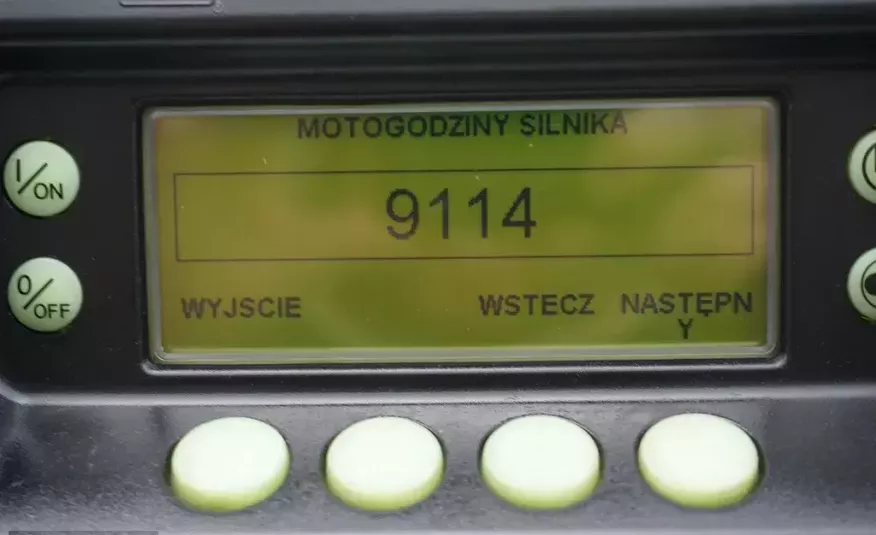 MOTOGODZINY SILNIKA
I/ON
9114
0/OFF
WYJSCIE WSTECZ NASTĘPN
Y